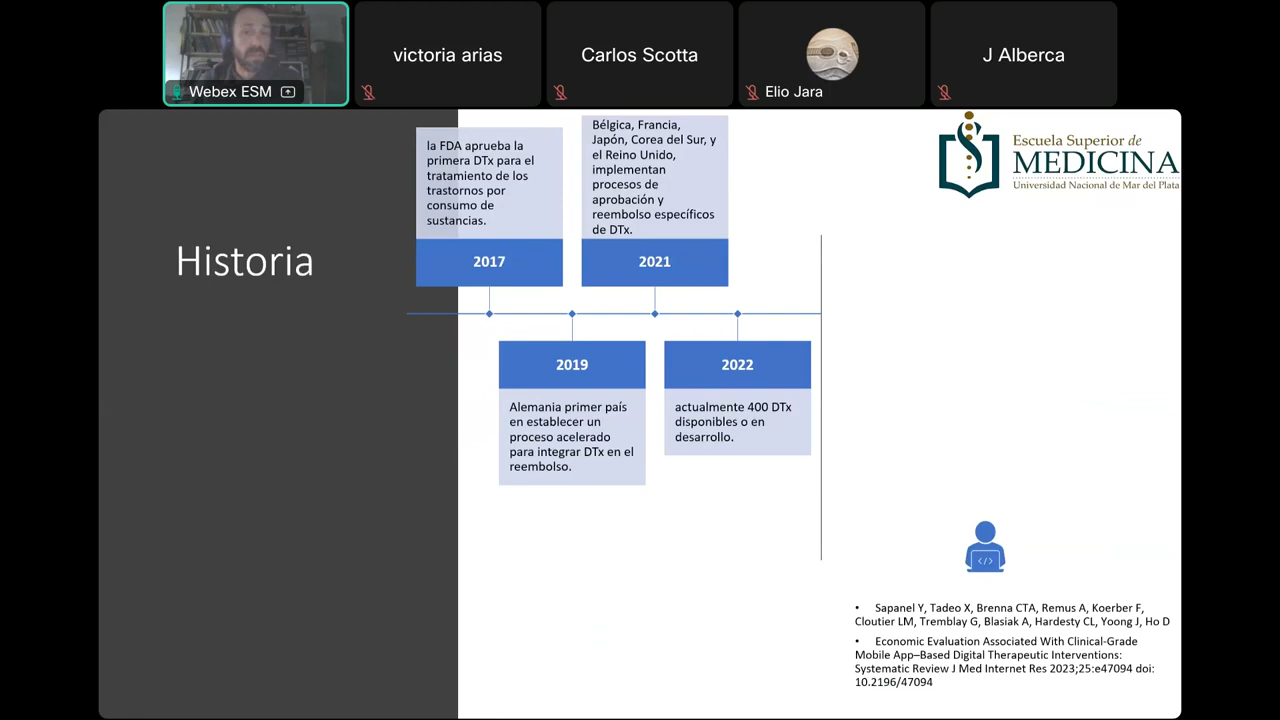 Webex ESM
victoria arias
Carlos Scotta
Elio Jara
J Alberca
Escuela Superior de
MEDICINA
Universidad Nacional de Mar del Plata
Historia
la FDA aprueba la
primera DTx para el
tratamiento de los
trastornos por
consumo de
sustancias.
2017
Bélgica, Francia,
Japón, Corea del Sur, y
el Reino Unido,
implementan
procesos de
aprobación y
reembolso específicos
de DTx.
2021
2019
Alemania primer país
en establecer un
proceso acelerado
para integrar DTx en el
reembolso.
2022
actualmente 400 DTx
disponibles o en
desarrollo.
</>
• Sapanel Y, Tadeo X, Brenna CTA, Remus A, Koerber F,
Cloutier LM, Tremblay G, Blasiak A, Hardesty CL, Yoong J, Ho D
• Economic Evaluation Associated With Clinical-Grade
Mobile App–Based Digital Therapeutic Interventions:
Systematic Review J Med Internet Res 2023;25:e47094 doi:
10.2196/47094